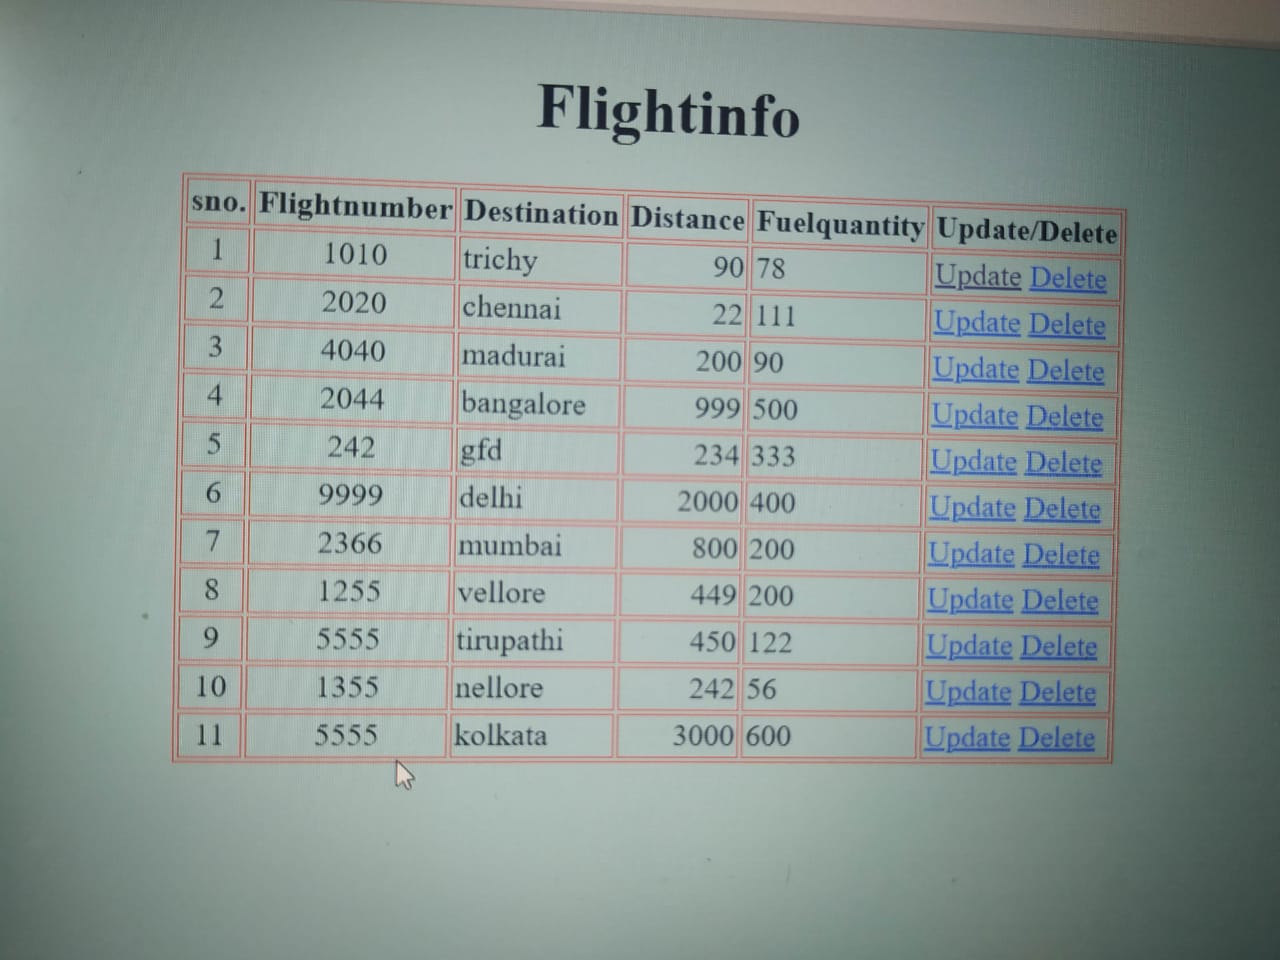 Flightinfo
sno. Flightnumber Destination Distance Fuelquantity Update/Delete
1 1010 trichy 90 78 Update Delete
2 2020 chennai 22 111 Update Delete
3 4040 madurai 200 90 Update Delete
4 2044 bangalore 999 500 Update Delete
5 242 gfd 234 333 Update Delete
6 9999 delhi 2000 400 Update Delete
7 2366 mumbai 800 200 Update Delete
8 1255 vellore 449 200 Update Delete
9 5555 tirupathi 450 122 Update Delete
10 1355 nellore 242 56 Update Delete
11 5555 kolkata 3000 600 Update Delete